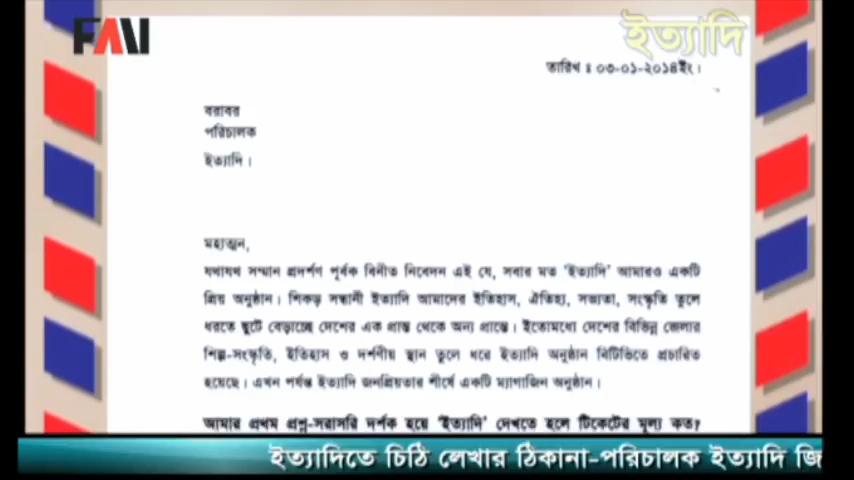 FAM
ইত্যাদি
তারিখ ঃ ০৩-০১-২০১৪ইং।
বরাবর
পরিচালক
ইত্যাদি।
মহাত্মন,
যথাযথ সম্মান প্রদর্শণ পূর্বক বিনীত নিবেদন এই যে, সবার মত ‘ইত্যাদি’ আমারও একটি
প্রিয় অনুষ্ঠান। শিকড় সন্ধানী ইত্যাদি আমাদের ইতিহাস, ঐতিহ্য, সভ্যতা, সংস্কৃতি তুলে
ধরতে ছুটে বেড়াচ্ছে দেশের এক প্রান্ত থেকে অন্য প্রান্তে। ইতোমধ্যে দেশের বিভিন্ন জেলার
শিল্প-সংস্কৃতি, ইতিহাস ও দর্শণীয় স্থান তুলে ধরে ইত্যাদি অনুষ্ঠান বিটিভিতে প্রচারিত
হয়েছে। এখন পর্যন্ত ইত্যাদি জনপ্রিয়তার শীর্ষে একটি ম্যাগাজিন অনুষ্ঠান।
আমার প্রথম প্রশ্ন-সরাসরি দর্শক হয়ে ‘ইত্যাদি’ দেখতে হলে টিকেটের মূল্য কত?
ইত্যাদিতে চিঠি লেখার ঠিকানা-পরিচালক ইত্যাদি জি